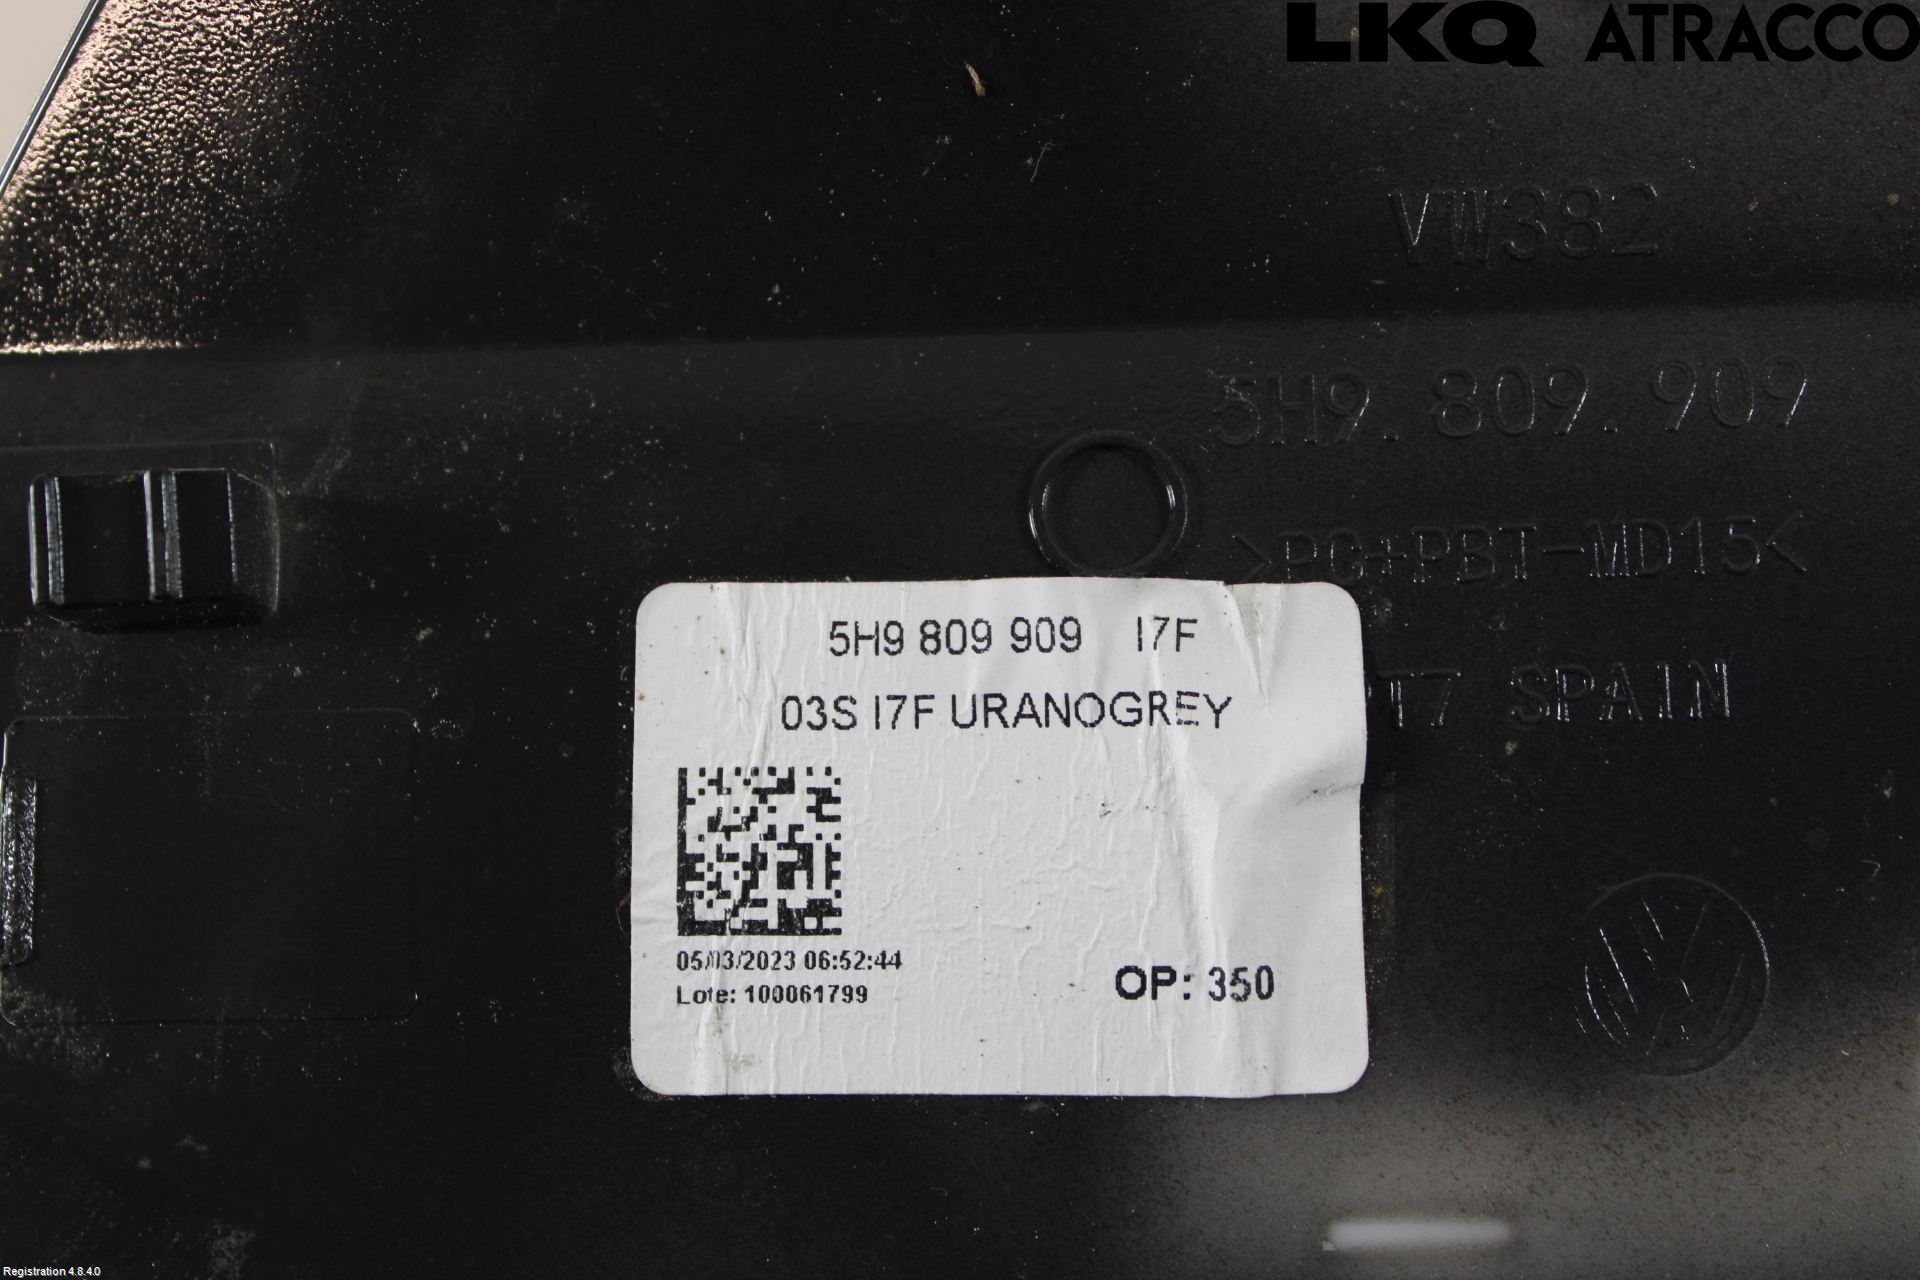 LKQ ATRACCO
VW382
5H9. 809. 909
>PC+PBT-MD15<
5H9 809 909 I7F
03S I7F URANOGREY
T7 SPAIN
05/03/2023 06:52:44
Lote: 100061799
OP: 350
Registration 4.8.4.0